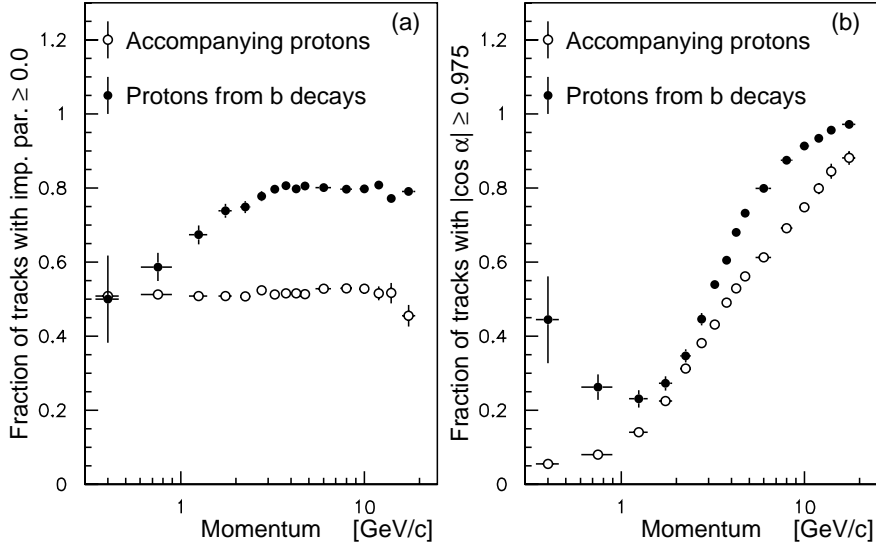 (a)
Accompanying protons
Protons from b decays
Fraction of tracks with imp. par. ≥ 0.0
1.2
1
0.8
0.6
0.4
0.2
0
1
10
Momentum [GeV/c]
(b)
Accompanying protons
Protons from b decays
Fraction of tracks with |cos α| ≥ 0.975
1.2
1
0.8
0.6
0.4
0.2
0
1
10
Momentum [GeV/c]